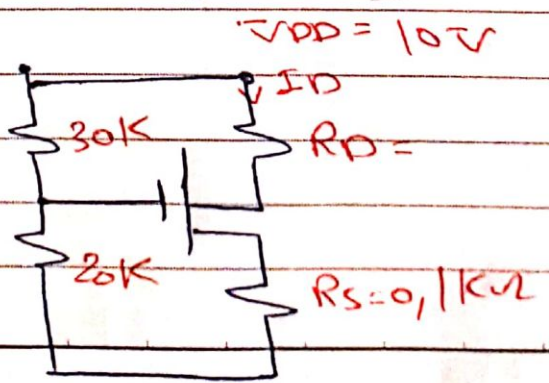 VDD = 10V
ID
30K
RD =
20K
RS=0,1KΩ